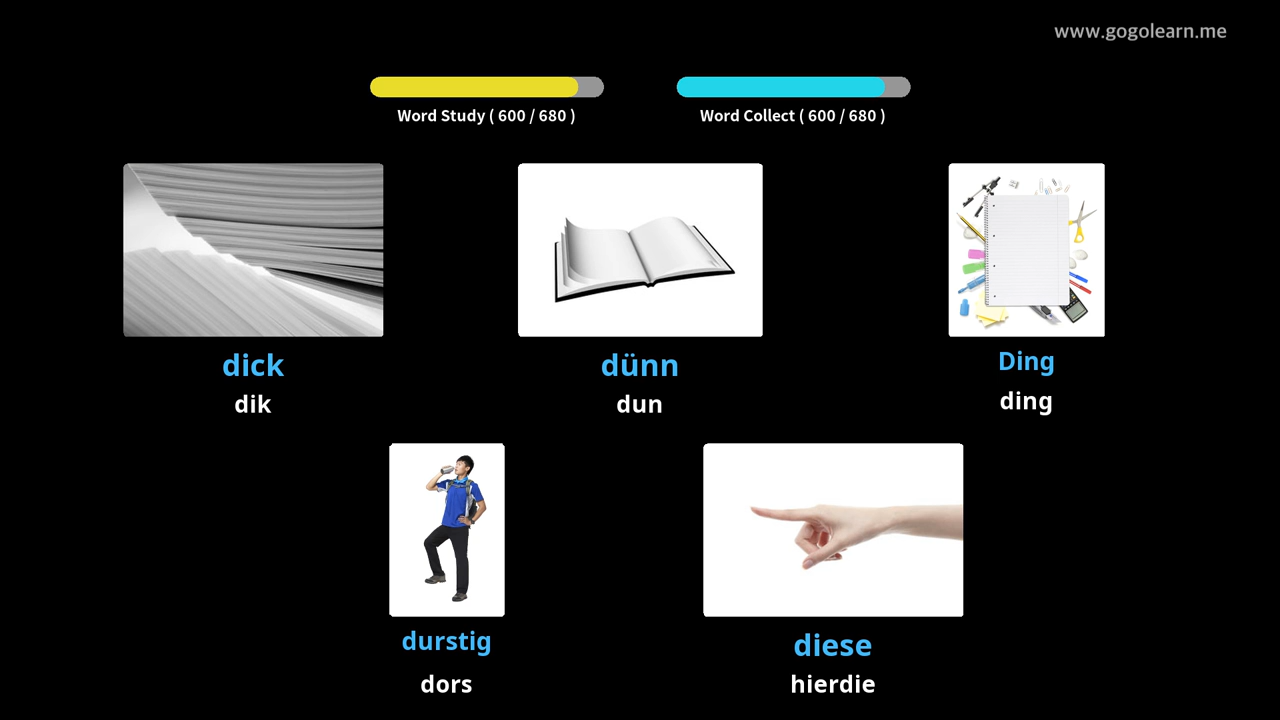 www.gogolearn.me
Word Study ( 600 / 680 )
Word Collect ( 600 / 680 )
dick
dik
dünn
dun
Ding
ding
durstig
dors
diese
hierdie